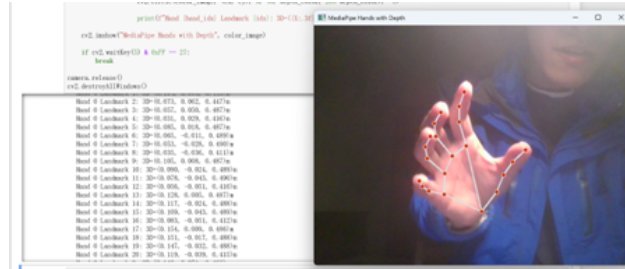 print(f"Hand {hand_idx} Landmark {idx}: 3D=({X:.3f}
MediaPipe Hands with Depth
cv2.imshow("MediaPipe Hands with Depth", color_image)
if cv2.waitKey(5) & 0xFF == 27:
break
camera.release()
cv2.destroyAllWindows()
Hand 0 Landmark 2: 3D=(0.073, 0.062, 0.447)m
Hand 0 Landmark 3: 3D=(0.057, 0.050, 0.487)m
Hand 0 Landmark 4: 3D=(0.031, 0.029, 0.416)m
Hand 0 Landmark 5: 3D=(0.085, 0.019, 0.487)m
Hand 0 Landmark 6: 3D=(0.065, -0.011, 0.489)m
Hand 0 Landmark 7: 3D=(0.053, -0.028, 0.490)m
Hand 0 Landmark 8: 3D=(0.035, -0.036, 0.411)m
Hand 0 Landmark 9: 3D=(0.105, 0.008, 0.487)m
Hand 0 Landmark 10: 3D=(0.090, -0.024, 0.489)m
Hand 0 Landmark 11: 3D=(0.076, -0.043, 0.490)m
Hand 0 Landmark 12: 3D=(0.056, -0.051, 0.416)m
Hand 0 Landmark 13: 3D=(0.128, 0.005, 0.487)m
Hand 0 Landmark 14: 3D=(0.117, -0.024, 0.488)m
Hand 0 Landmark 15: 3D=(0.109, -0.043, 0.489)m
Hand 0 Landmark 16: 3D=(0.083, -0.051, 0.412)m
Hand 0 Landmark 17: 3D=(0.154, 0.009, 0.486)m
Hand 0 Landmark 18: 3D=(0.151, -0.017, 0.488)m
Hand 0 Landmark 19: 3D=(0.147, -0.032, 0.488)m
Hand 0 Landmark 20: 3D=(0.119, -0.039, 0.415)m